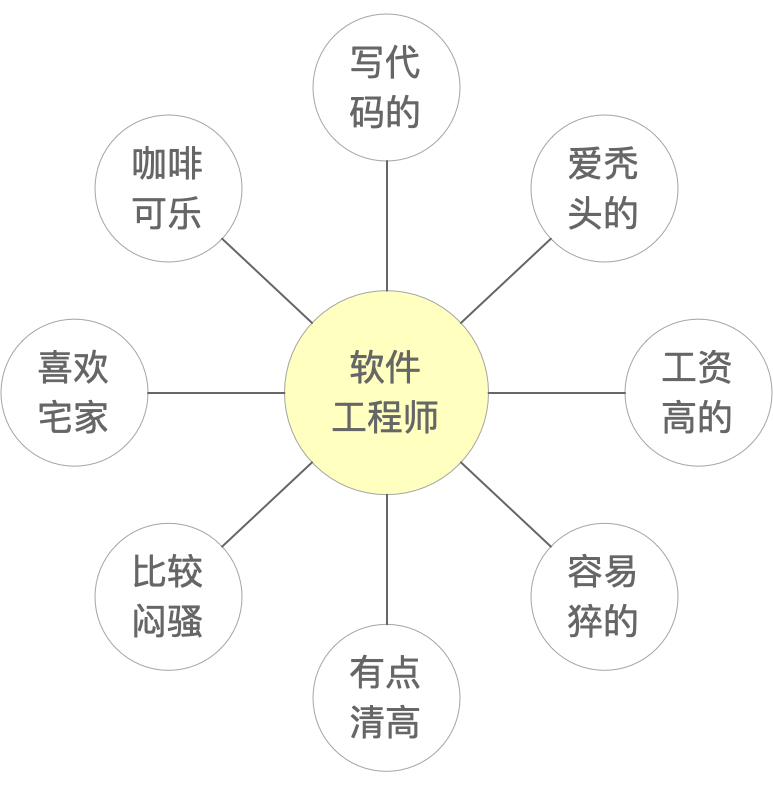 写代
码的
咖啡
可乐
爱秃
头的
喜欢
宅家
软件
工程师
工资
高的
比较
闷骚
容易
猝的
有点
清高